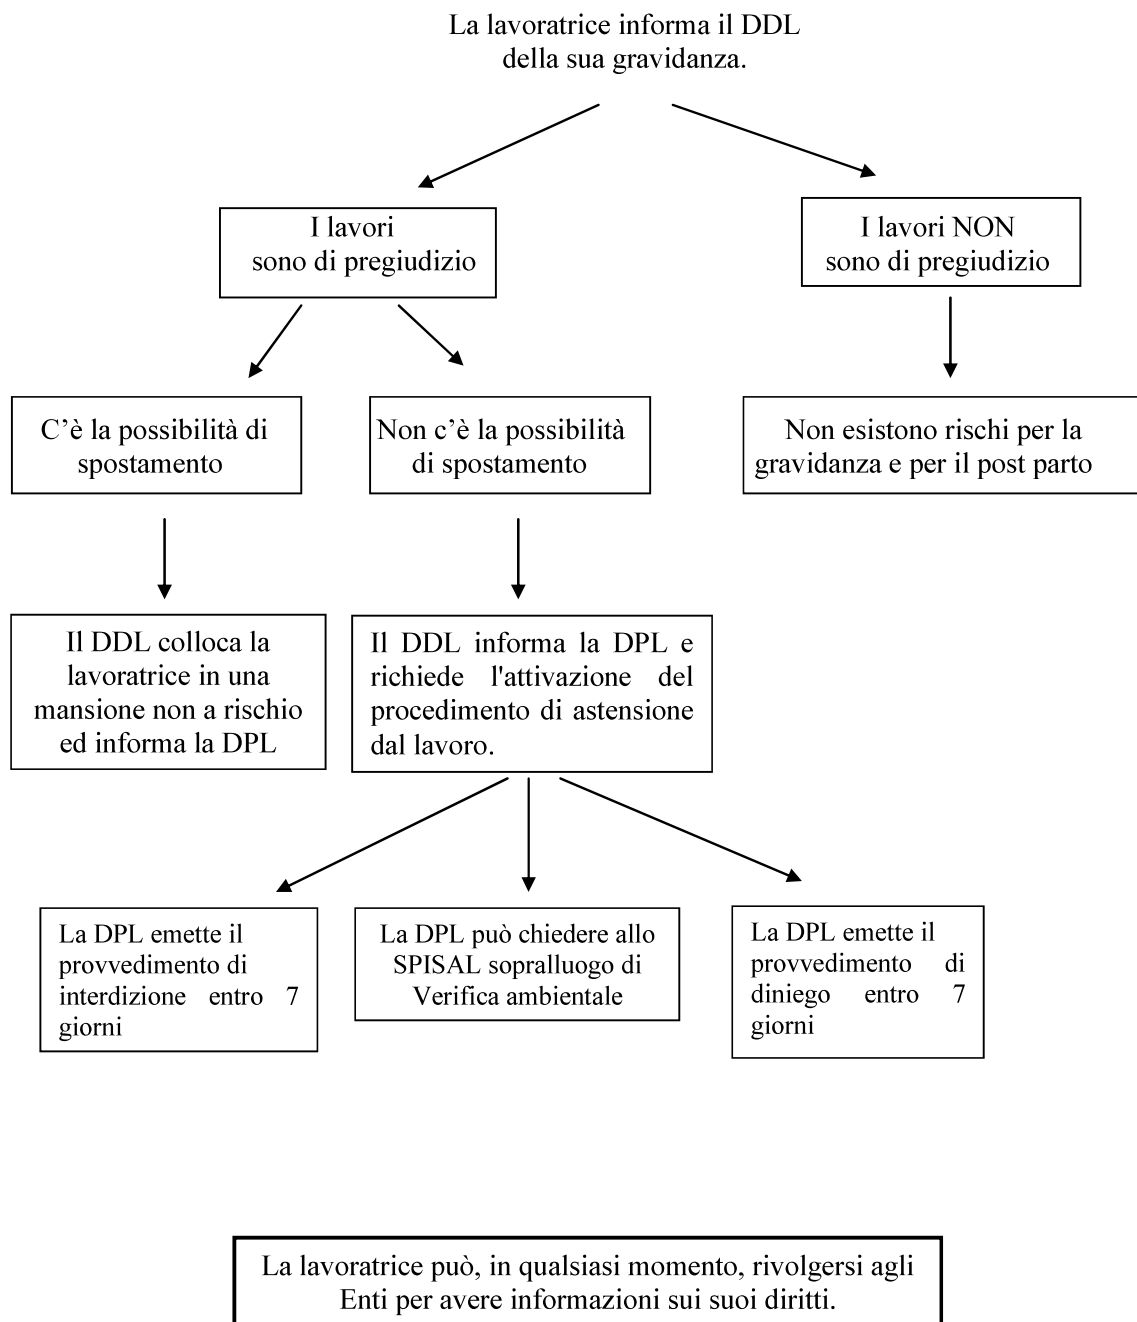 La lavoratrice informa il DDL
della sua gravidanza.
I lavori
sono di pregiudizio
I lavori NON
sono di pregiudizio
C’è la possibilità di
spostamento
Non c’è la possibilità
di spostamento
Non esistono rischi per la
gravidanza e per il post parto
Il DDL colloca la
lavoratrice in una
mansione non a rischio
ed informa la DPL
Il DDL informa la DPL e
richiede l'attivazione del
procedimento di astensione
dal lavoro.
La DPL emette il
provvedimento di
interdizione entro 7
giorni
La DPL può chiedere allo
SPISAL sopralluogo di
Verifica ambientale
La DPL emette il
provvedimento di
diniego entro 7
giorni
La lavoratrice può, in qualsiasi momento, rivolgersi agli
Enti per avere informazioni sui suoi diritti.